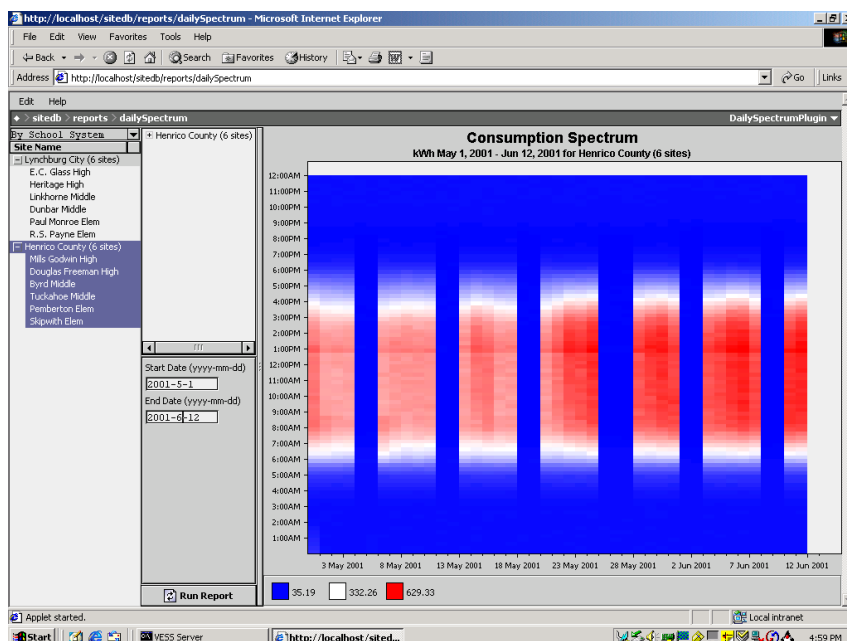 http://localhost/sitedb/reports/dailySpectrum - Microsoft Internet Explorer
File Edit View Favorites Tools Help
Back Search Favorites History
Address http://localhost/sitedb/reports/dailySpectrum Go Links
Edit Help
> sitedb > reports > dailySpectrum DailySpectrumPlugin
By School System
Site Name
Lynchburg City (6 sites)
E.C. Glass High
Heritage High
Linkhorne Middle
Dunbar Middle
Paul Monroe Elem
R.S. Payne Elem
Henrico County (6 sites)
Mills Godwin High
Douglas Freeman High
Byrd Middle
Tuckahoe Middle
Pemberton Elem
Skipwith Elem
+ Henrico County (6 sites)
Start Date (yyyy-mm-dd)
2001-5-1
End Date (yyyy-mm-dd)
2001-6-12
Run Report
Consumption Spectrum
kWh May 1, 2001 - Jun 12, 2001 for Henrico County (6 sites)
12:00AM
11:00PM
10:00PM
9:00PM
8:00PM
7:00PM
6:00PM
5:00PM
4:00PM
3:00PM
2:00PM
1:00PM
12:00PM
11:00AM
10:00AM
9:00AM
8:00AM
7:00AM
6:00AM
5:00AM
4:00AM
3:00AM
2:00AM
1:00AM
3 May 2001 8 May 2001 13 May 2001 18 May 2001 23 May 2001 28 May 2001 2 Jun 2001 7 Jun 2001 12 Jun 2001
35.19 332.26 629.33
Applet started. Local intranet
Start VESS Server http://localhost/sited... 4:59 PM